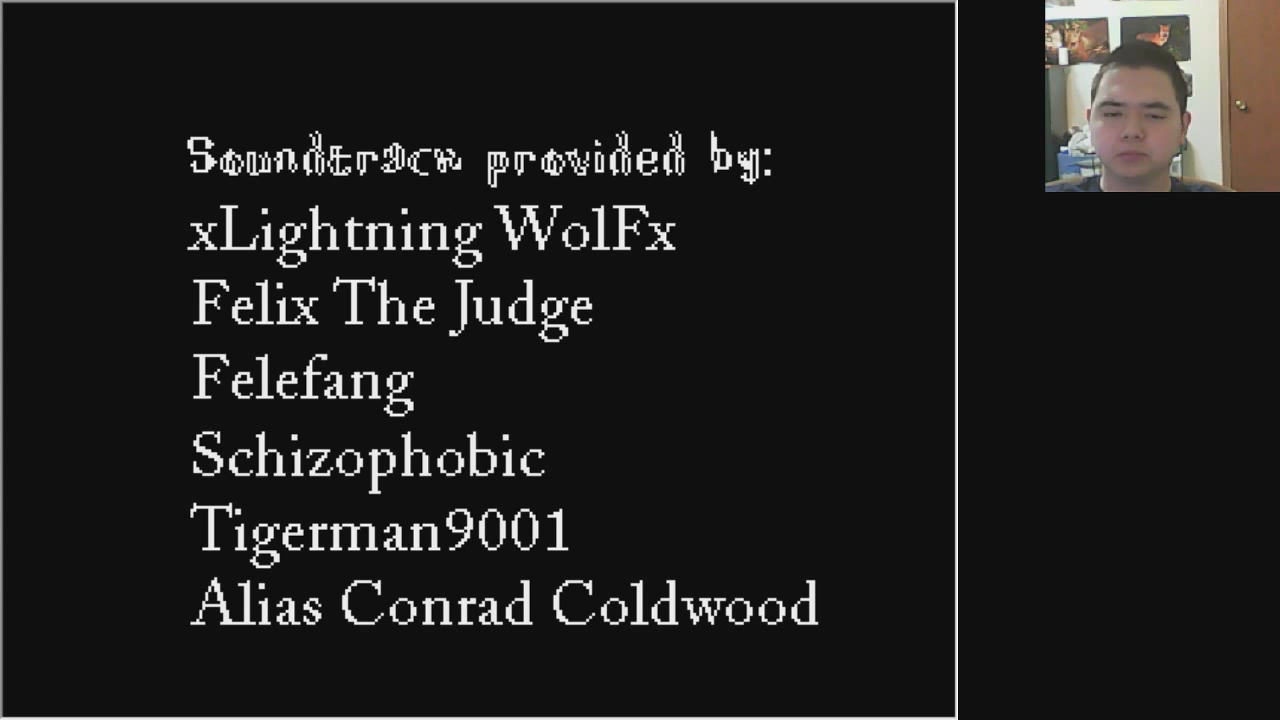 Soundtrack provided by:
xLightning WolFx
Felix The Judge
Felefang
Schizophobic
Tigerman9001
Alias Conrad Coldwood